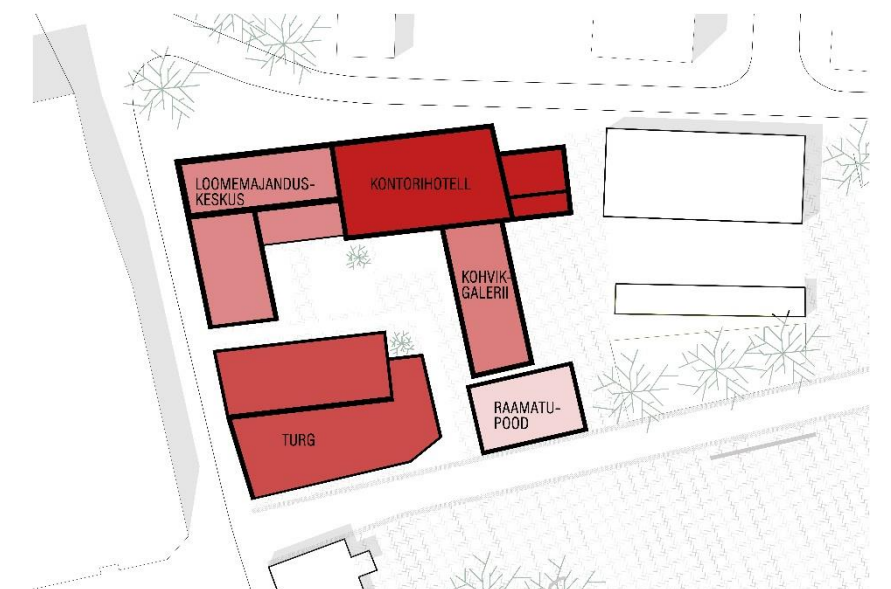 LOOMEMAJANDUS-
KESKUS
KONTORIHOTELL
KOHVIK-
GALERII
RAAMATU-
POOD
TURG